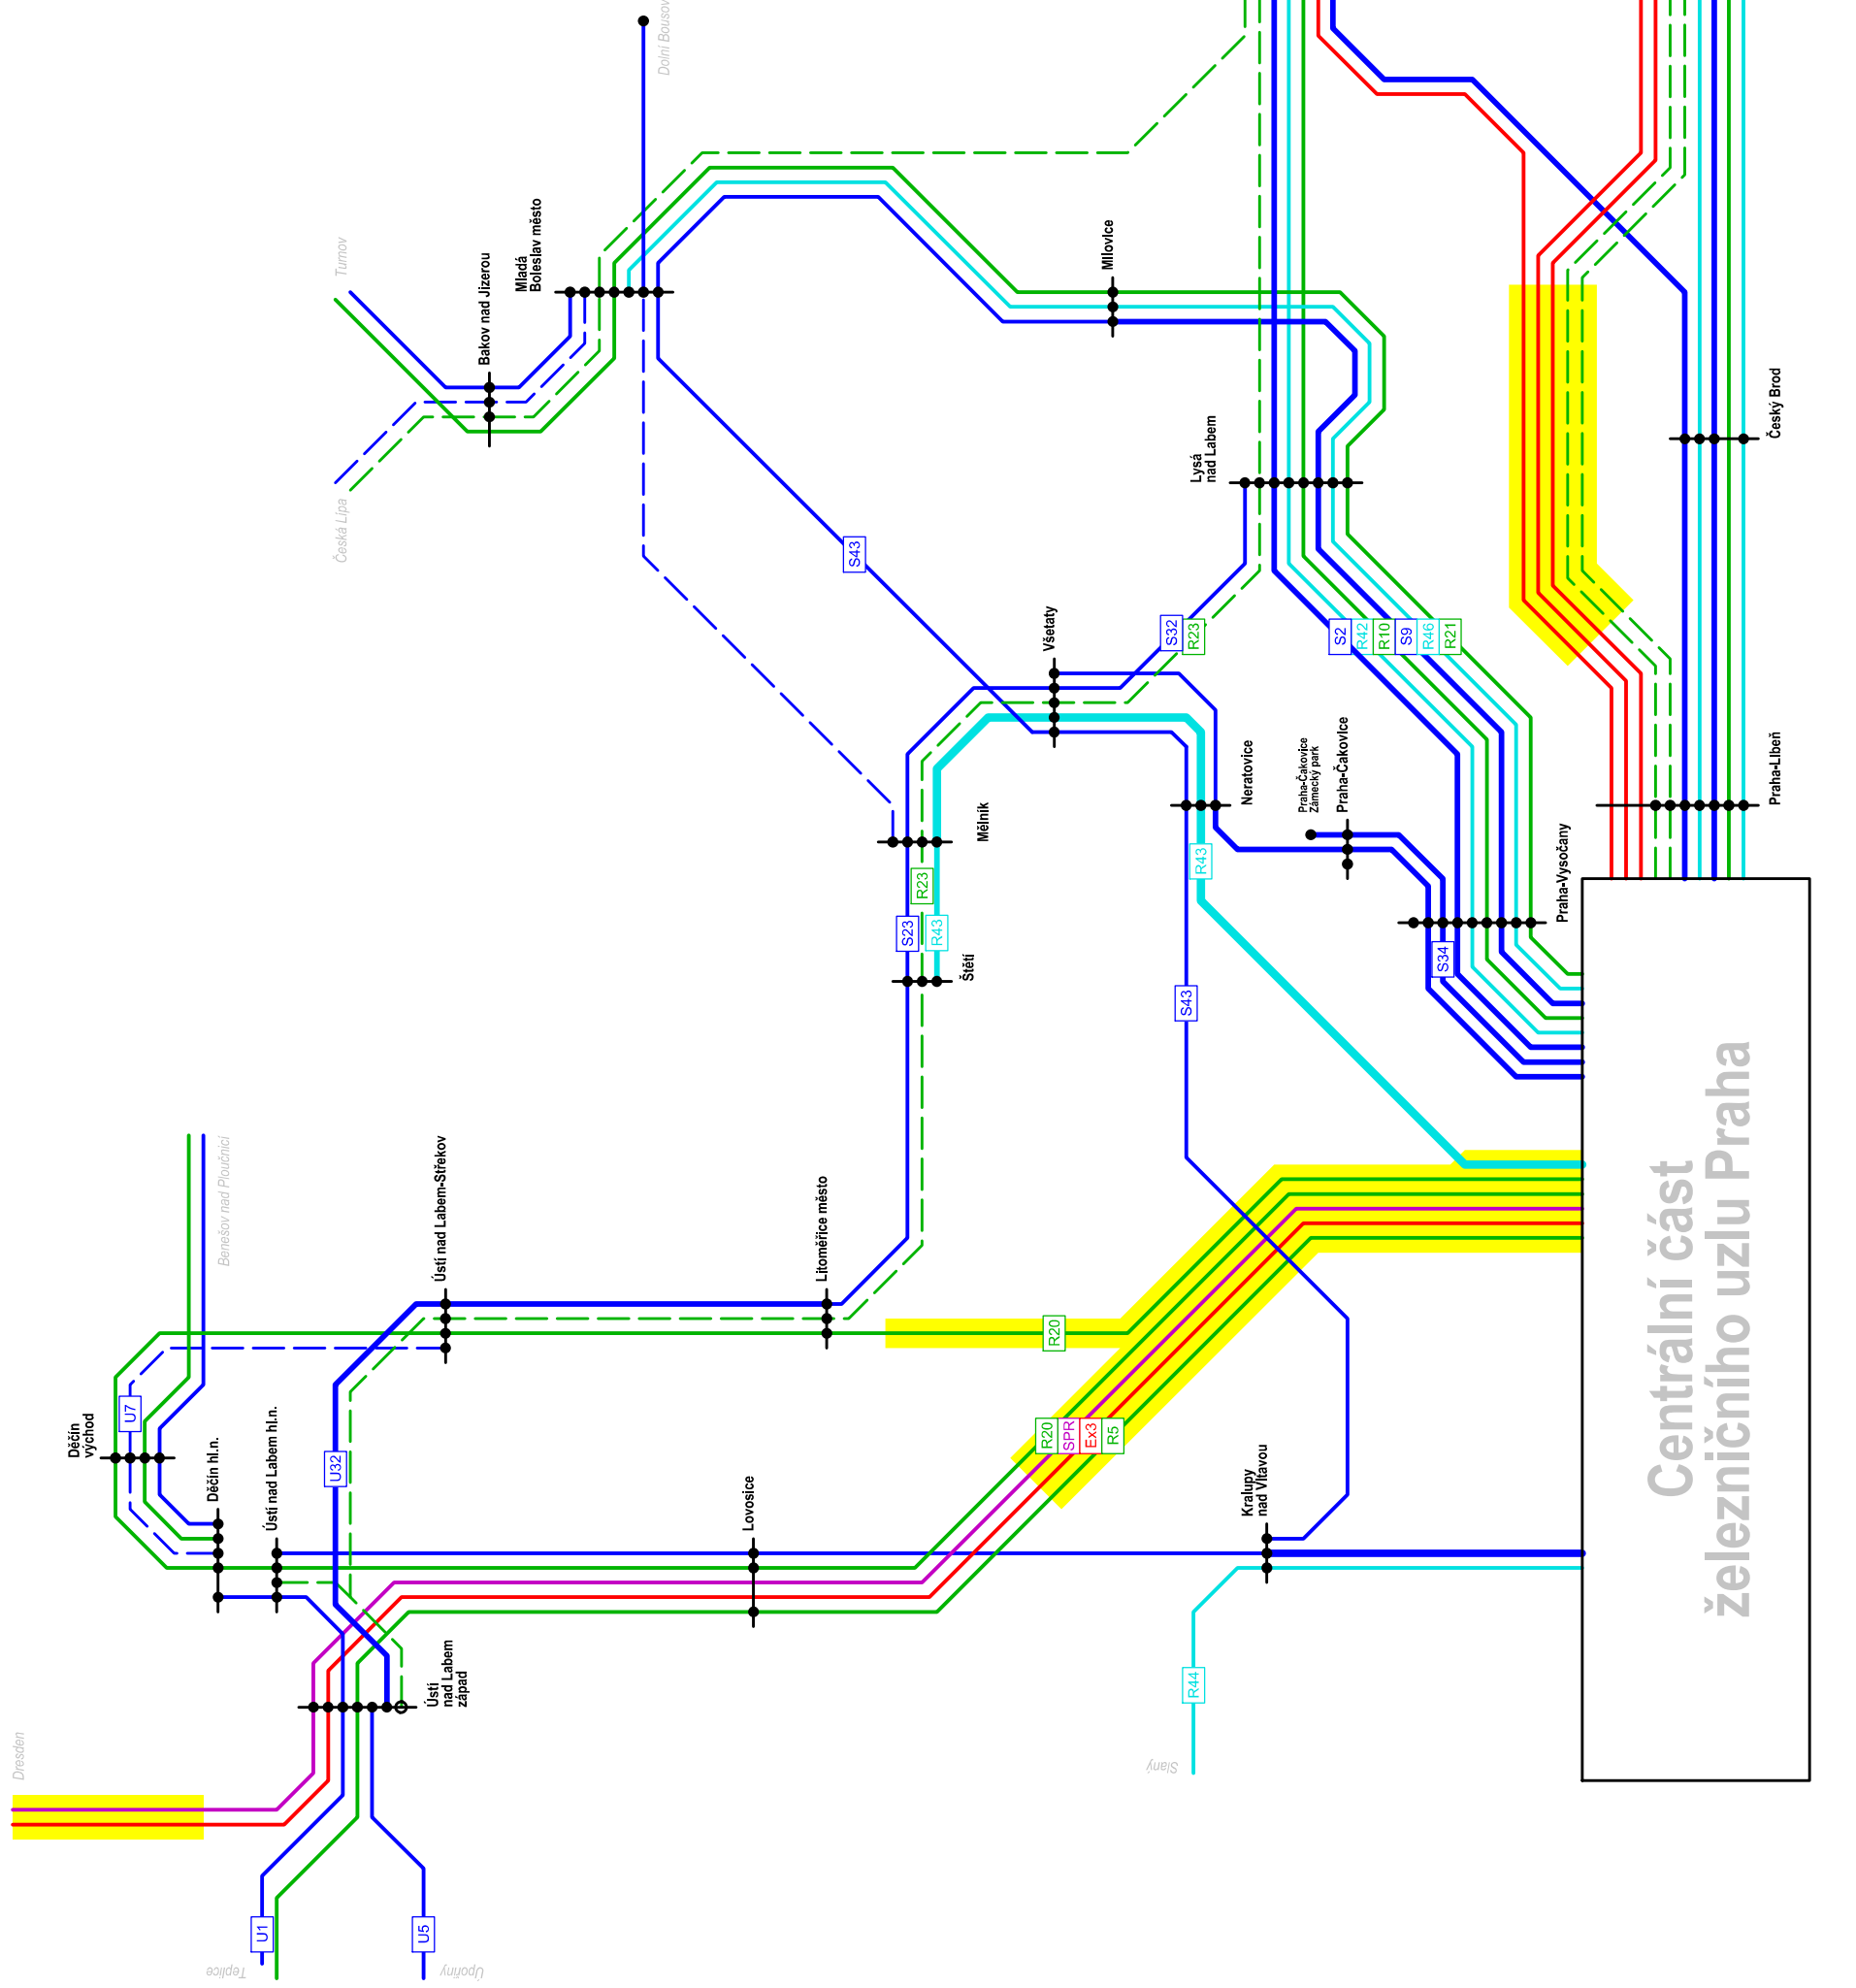 Dolní Bousov
Turnov
Mladá
Boleslav město
Bakov nad Jizerou
Milovice
Česká Lípa
Lysá
nad Labem
Český Brod
S43
Všetaty
S32
R23
S2
R42
R10
S9
R46
R21
Praha-Čakovice
Zámecký park
Praha-Čakovice
Neratovice
Praha-Libeň
Mělník
R43
Praha-Vysočany
R23
S23
R43
Štětí
S34
S43
Benešov nad Ploučnicí
Ústí nad Labem-Střekov
Litoměřice město
R20
U7
Děčín
východ
Děčín hl.n.
Ústí nad Labem hl.n.
U32
R20
SPR
Ex3
R5
Lovosice
Kralupy
nad Vltavou
Centrální část
železničního uzlu Praha
Ústí
nad Labem
západ
R44
Slaný
Dresden
U1
U5
Teplice
Úpořiny